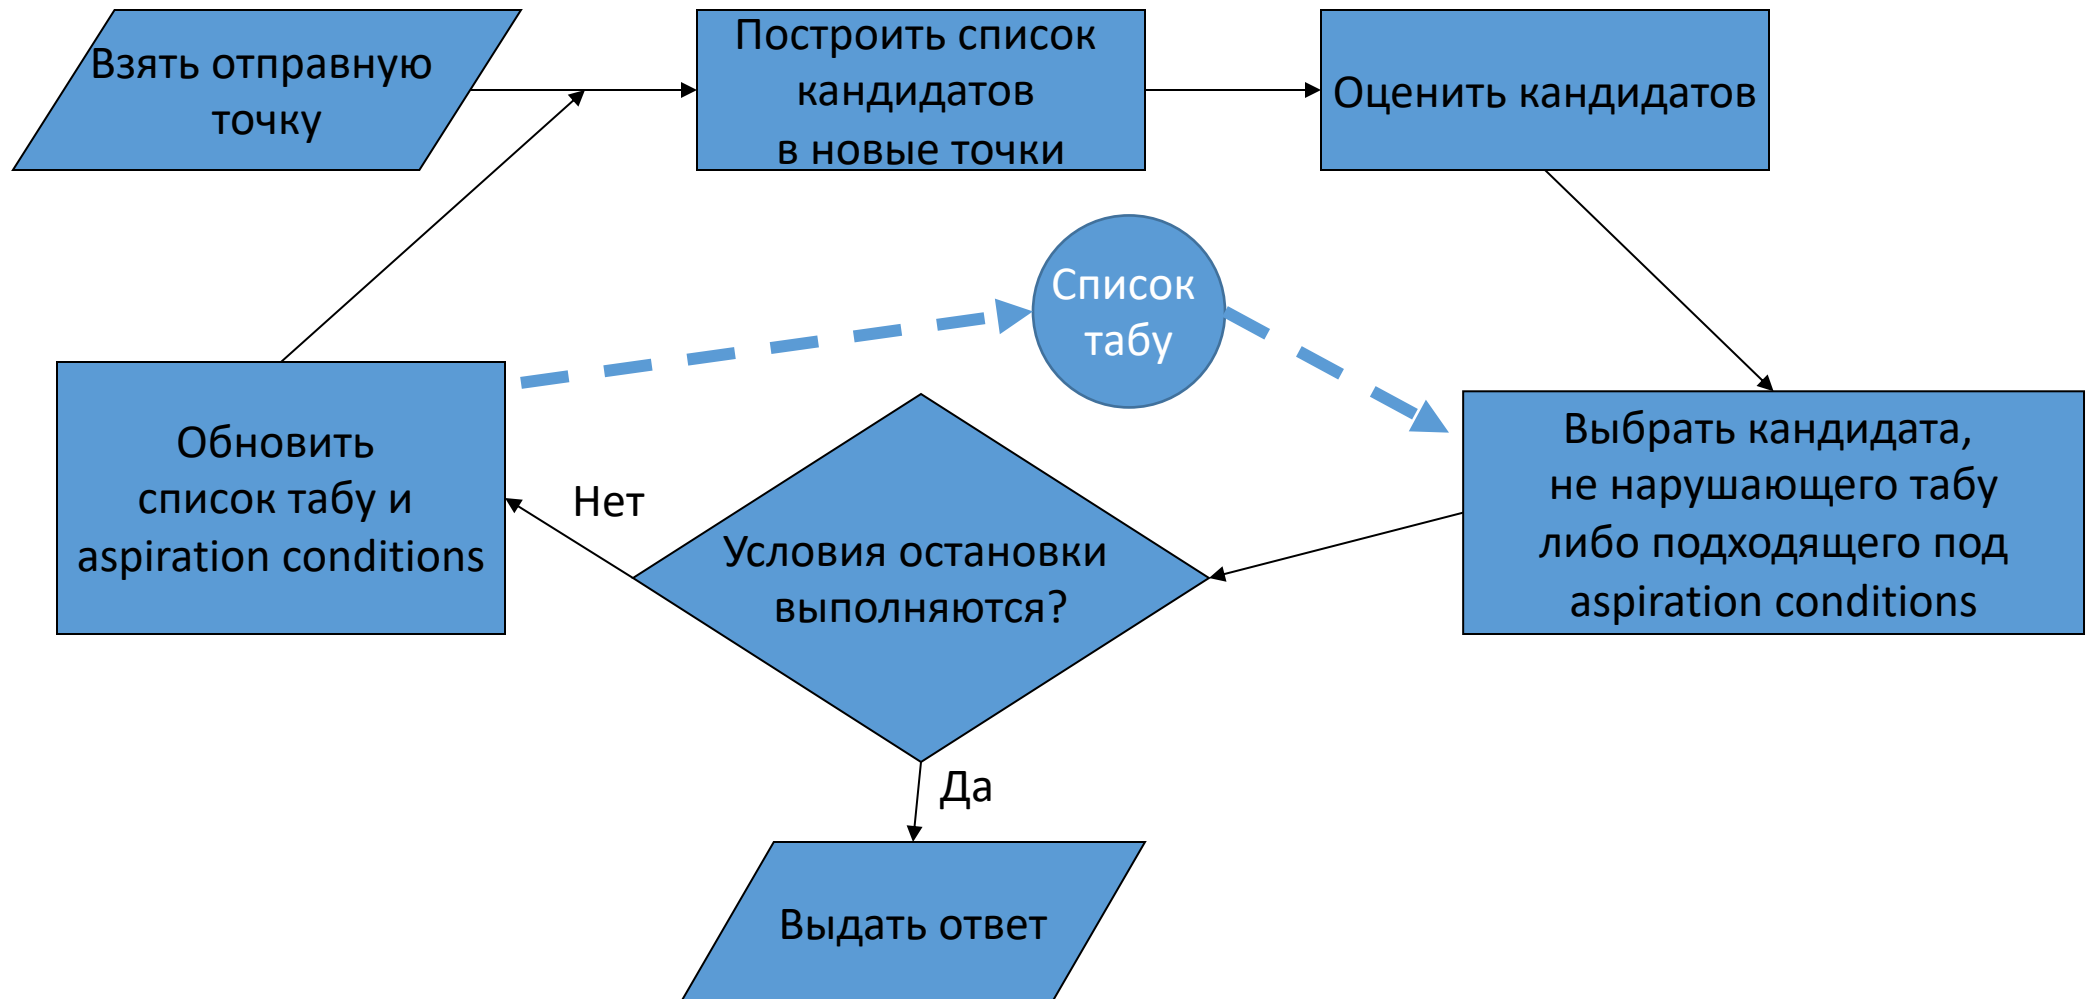 Взять отправную
точку
Построить список
кандидатов
в новые точки
Оценить кандидатов
Список
табу
Обновить
список табу и
aspiration conditions
Нет
Условия остановки
выполняются?
Выбрать кандидата,
не нарушающего табу
либо подходящего под
aspiration conditions
Да
Выдать ответ